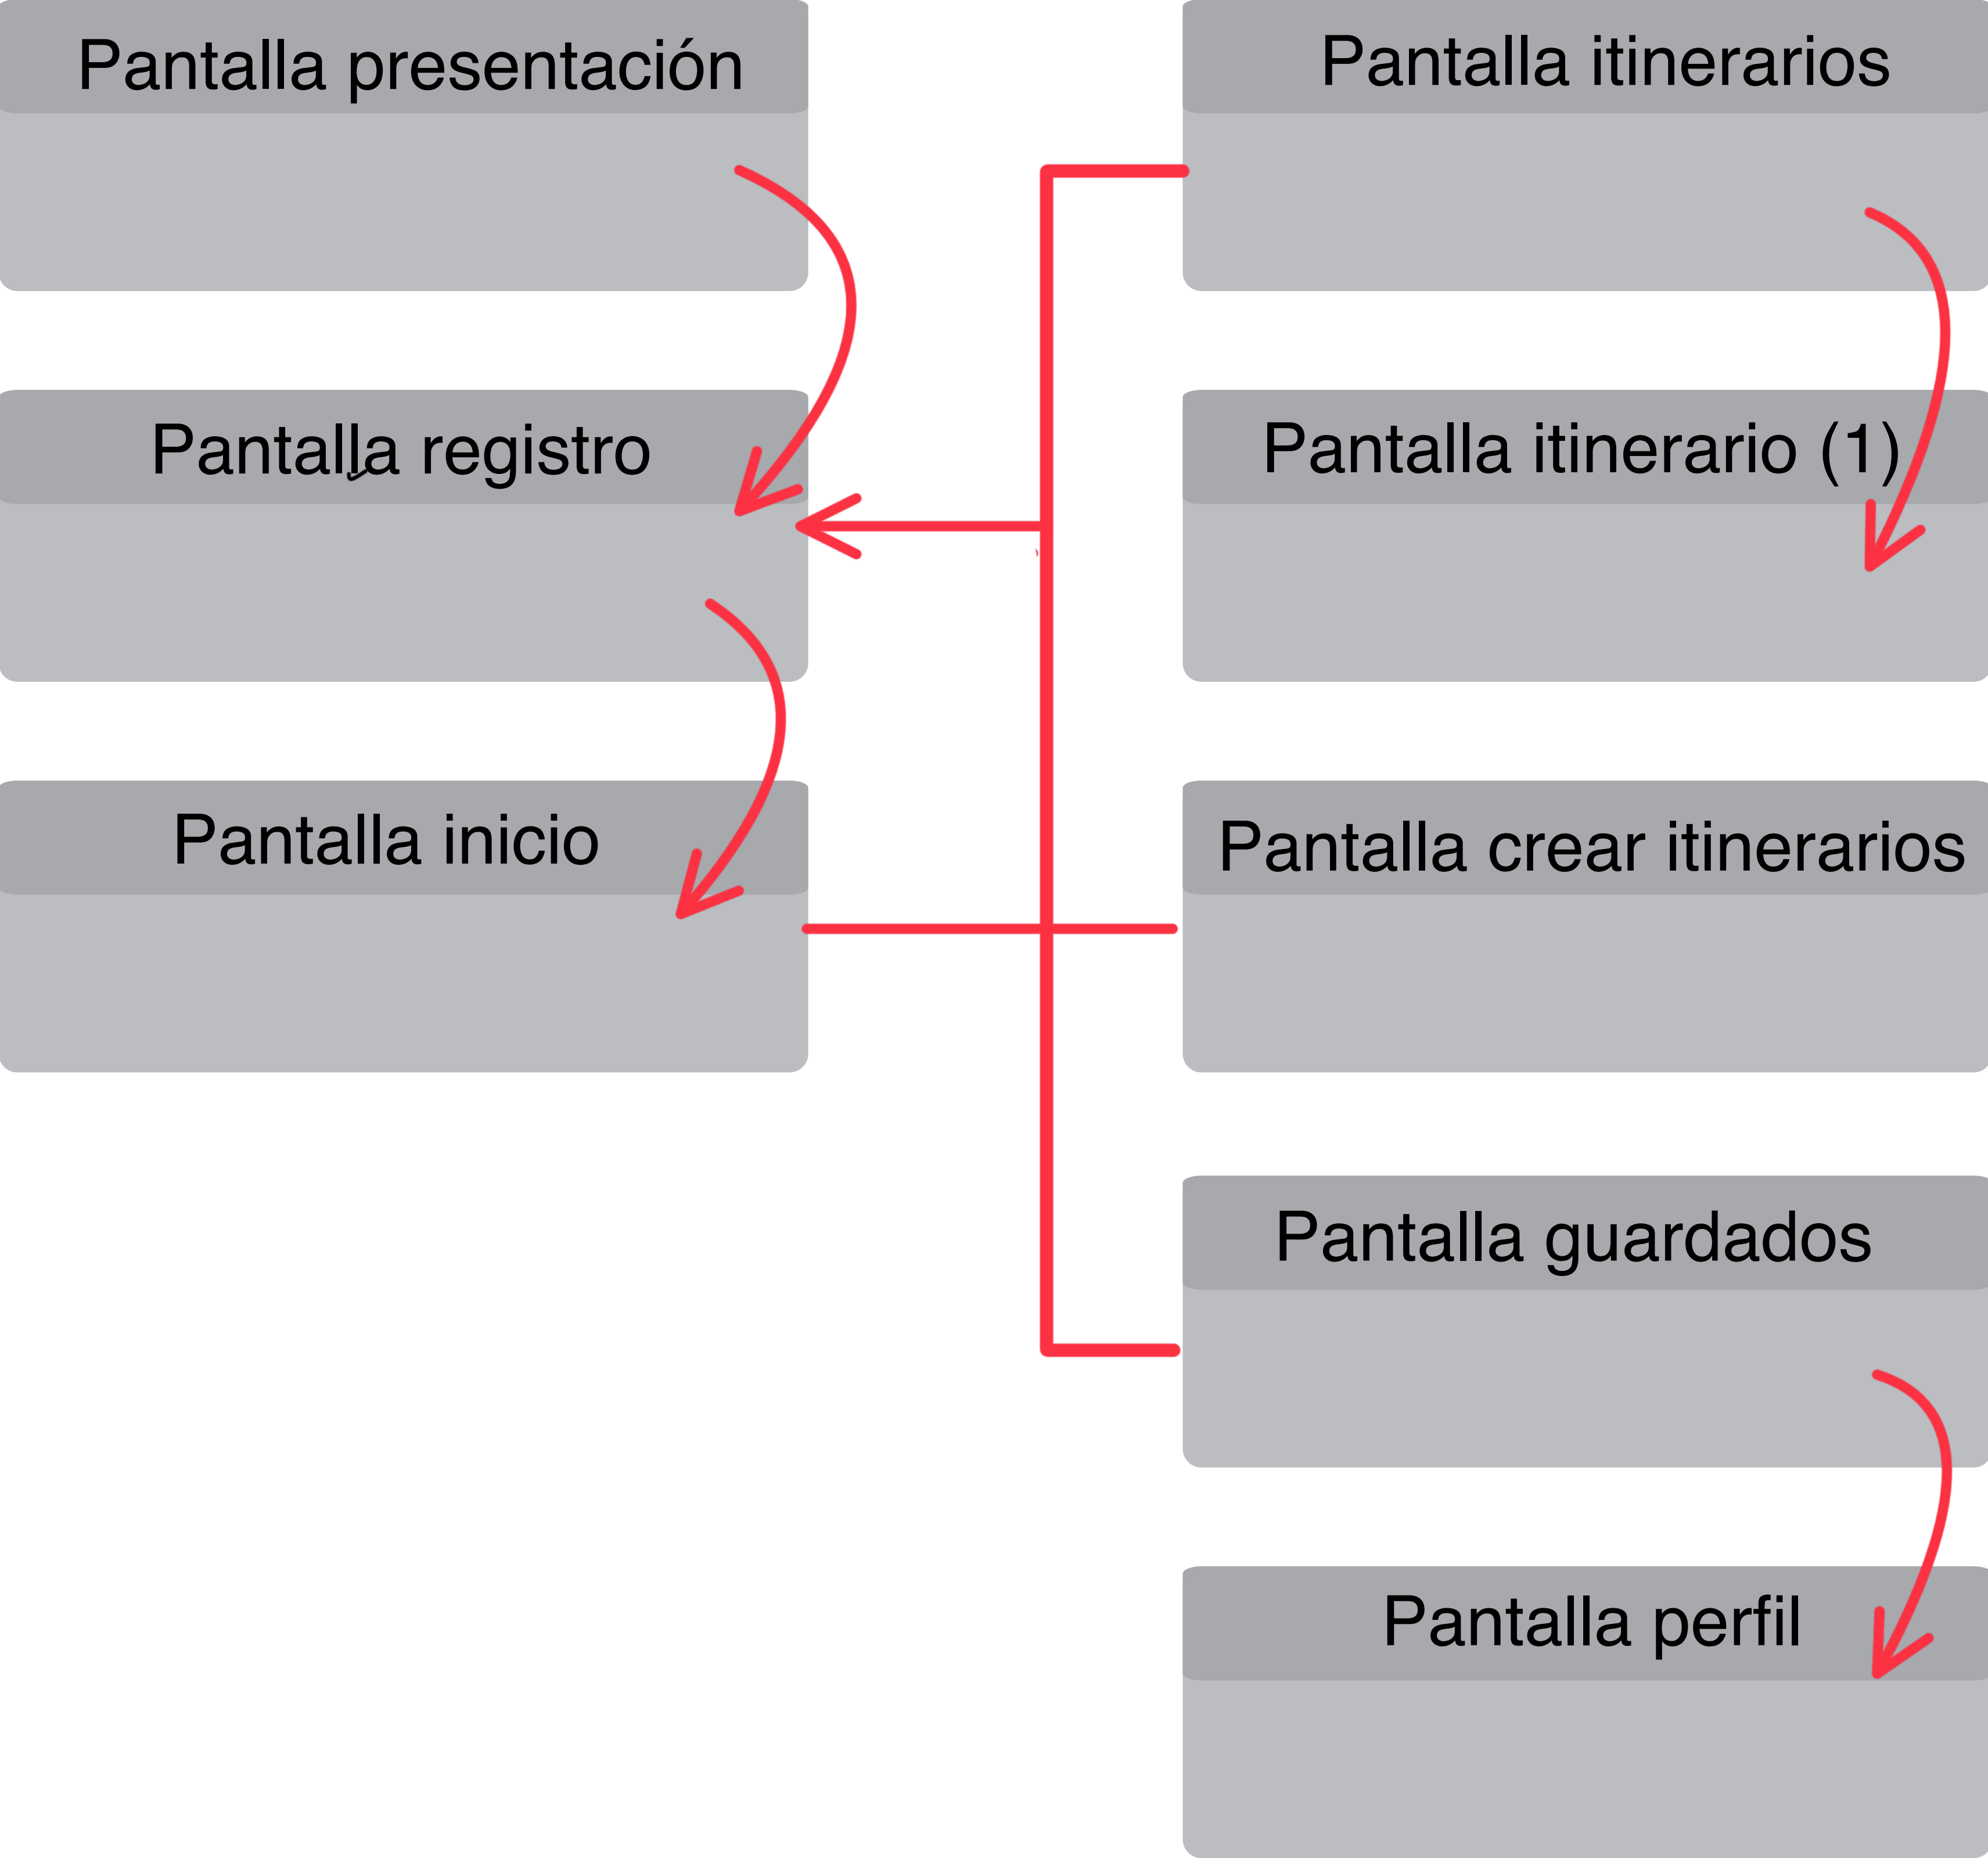 Pantalla presentación
Pantalla registro
Pantalla inicio
Pantalla itinerarios
Pantalla itinerario (1)
Pantalla crear itinerarios
Pantalla guardados
Pantalla perfil